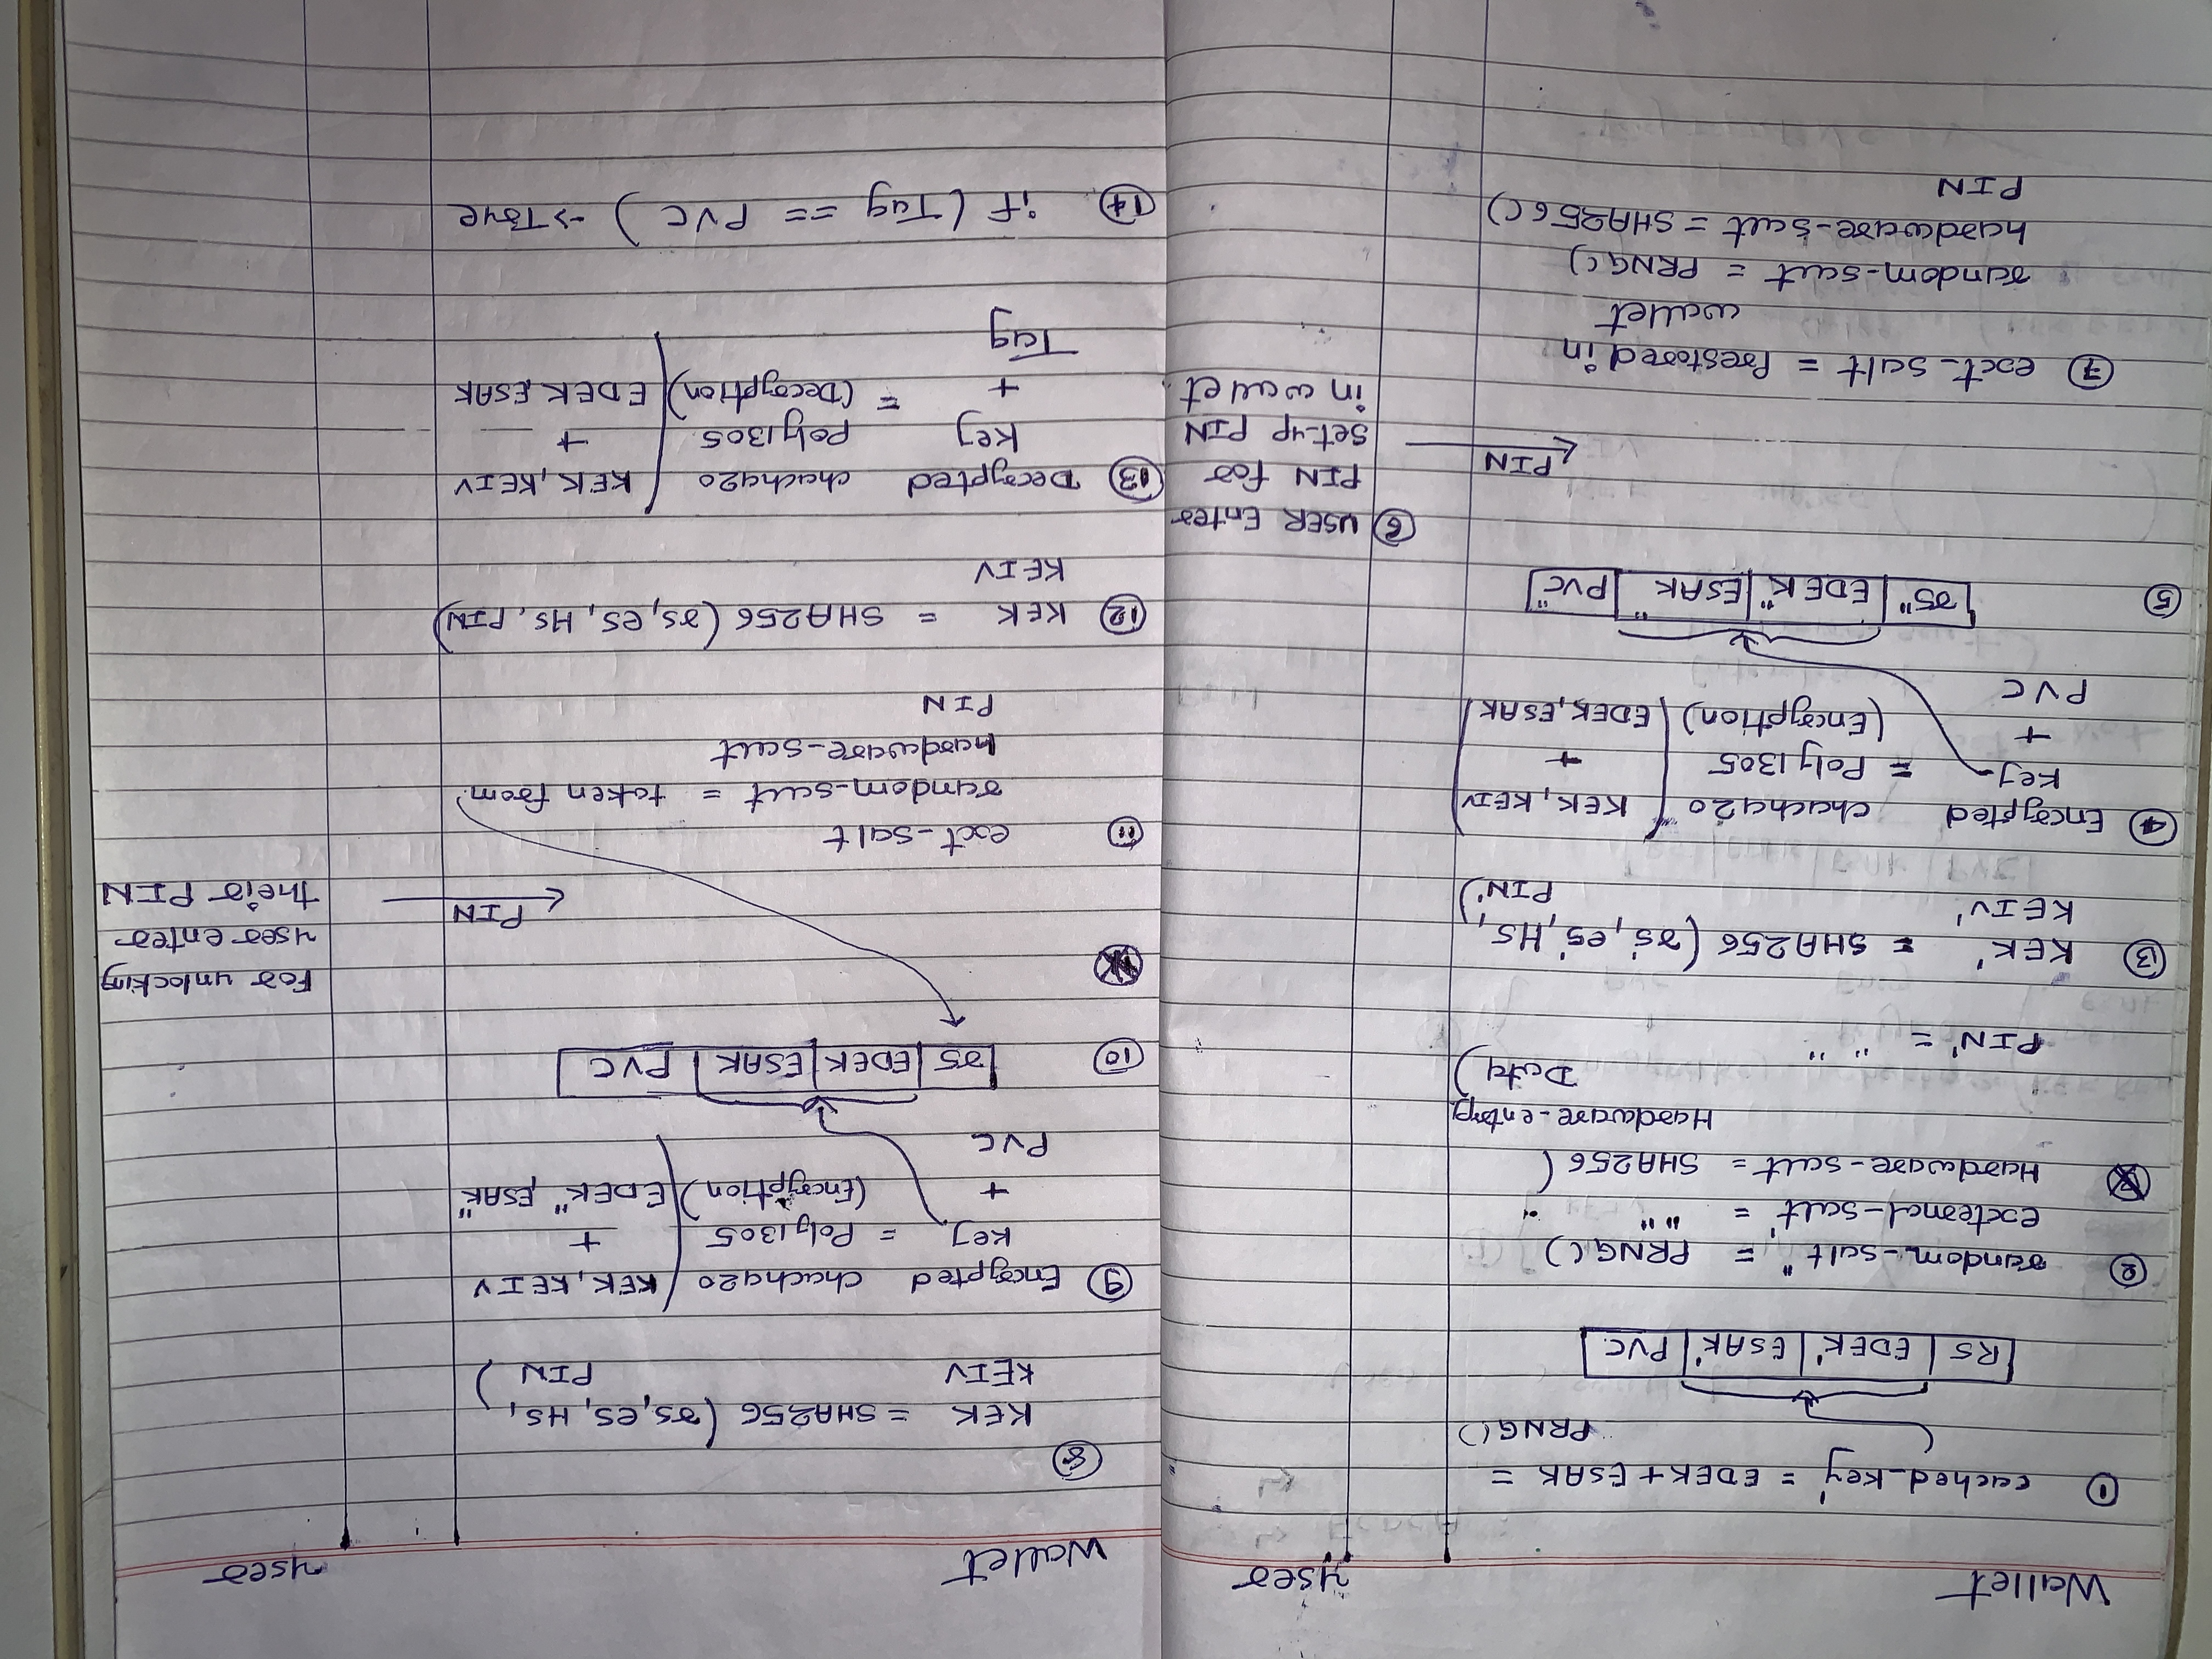 Wallet
user
① cached_key' = EDEK + ESAK =
PRNG()
RS | EDEK' | ESAK' | PVC
② random-salt" = PRNG()
external-salt' = "" ""
Hardware-salt = SHA256 (
Hardware-entropy
Data)
PIN' = "" ""
③ KEK' = SHA256 (rs', es', HS,
KEIV' PIN')
④ Encrypted chacha20 ( KEK, KEIV )
Key = Poly1305 +
+ (Encryption) EDEK, ESAK
PVC
⑤ rs" | EDEK" | ESAK" | PVC"
⑥ USER Enter
PIN for
PIN
set-up PIN
in wallet.
⑦ ext_salt = Prestored in
wallet
random-salt = PRNG()
hardware-salt = SHA256()
PIN
Wallet
user
⑧
KEK = SHA256 (rs, es, HS,
KEIV PIN )
⑨ Encrypted chacha20 ( KEK, KEIV
Key = Poly1305 +
+ (Encryption) EDEK" ESAK"
PVC
⑩ rs | EDEK | ESAK | PVC
For unlocking
user enter
PIN
their PIN
⑪ ext-salt
random-salt = taken from
hardware-salt
PIN
⑫ KEK = SHA256 (rs, es, HS, PIN)
KEIV
⑬ Decrypted chacha20 ( KEK, KEIV
Key poly1305 +
+ = (Decryption) EDEK, ESAK
Tag
⑭ if (Tag == PVC) -> True